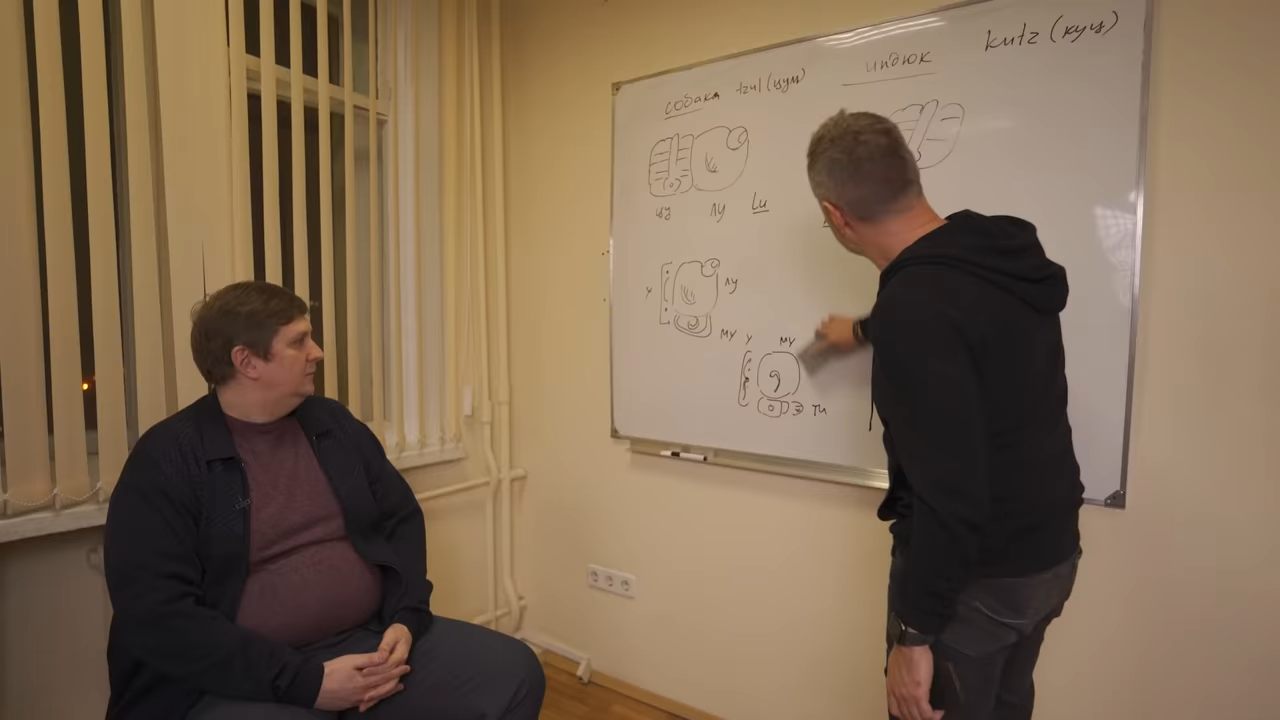 собака tzul (цул)
индюк
kutz (куц)
цу лу Lu
у лу
му
у му
ти